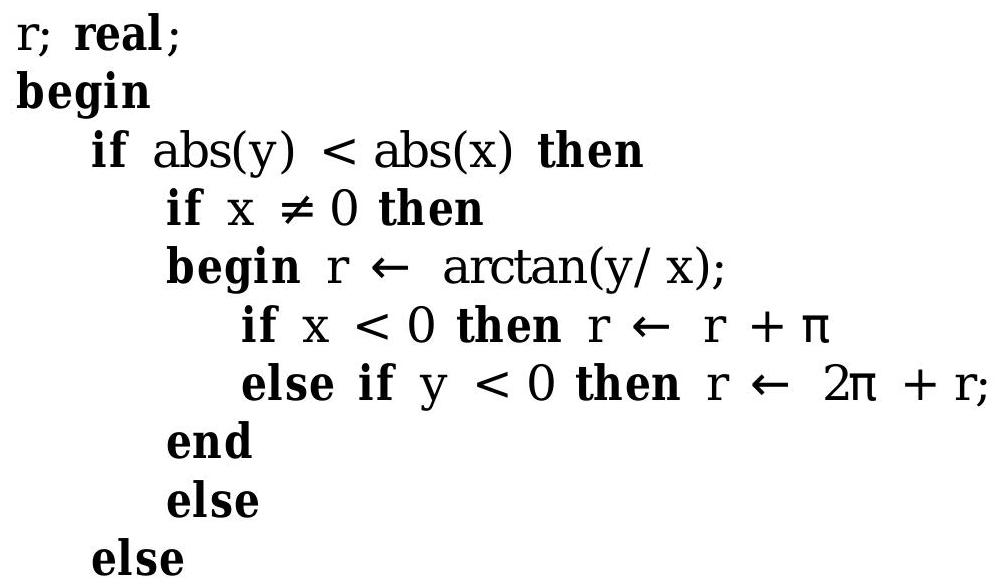 r; real;
begin
if abs(y) < abs(x) then
if x ≠ 0 then
begin r ← arctan(y/ x);
if x < 0 then r ← r + π
else if y < 0 then r ← 2π + r;
end
else
else